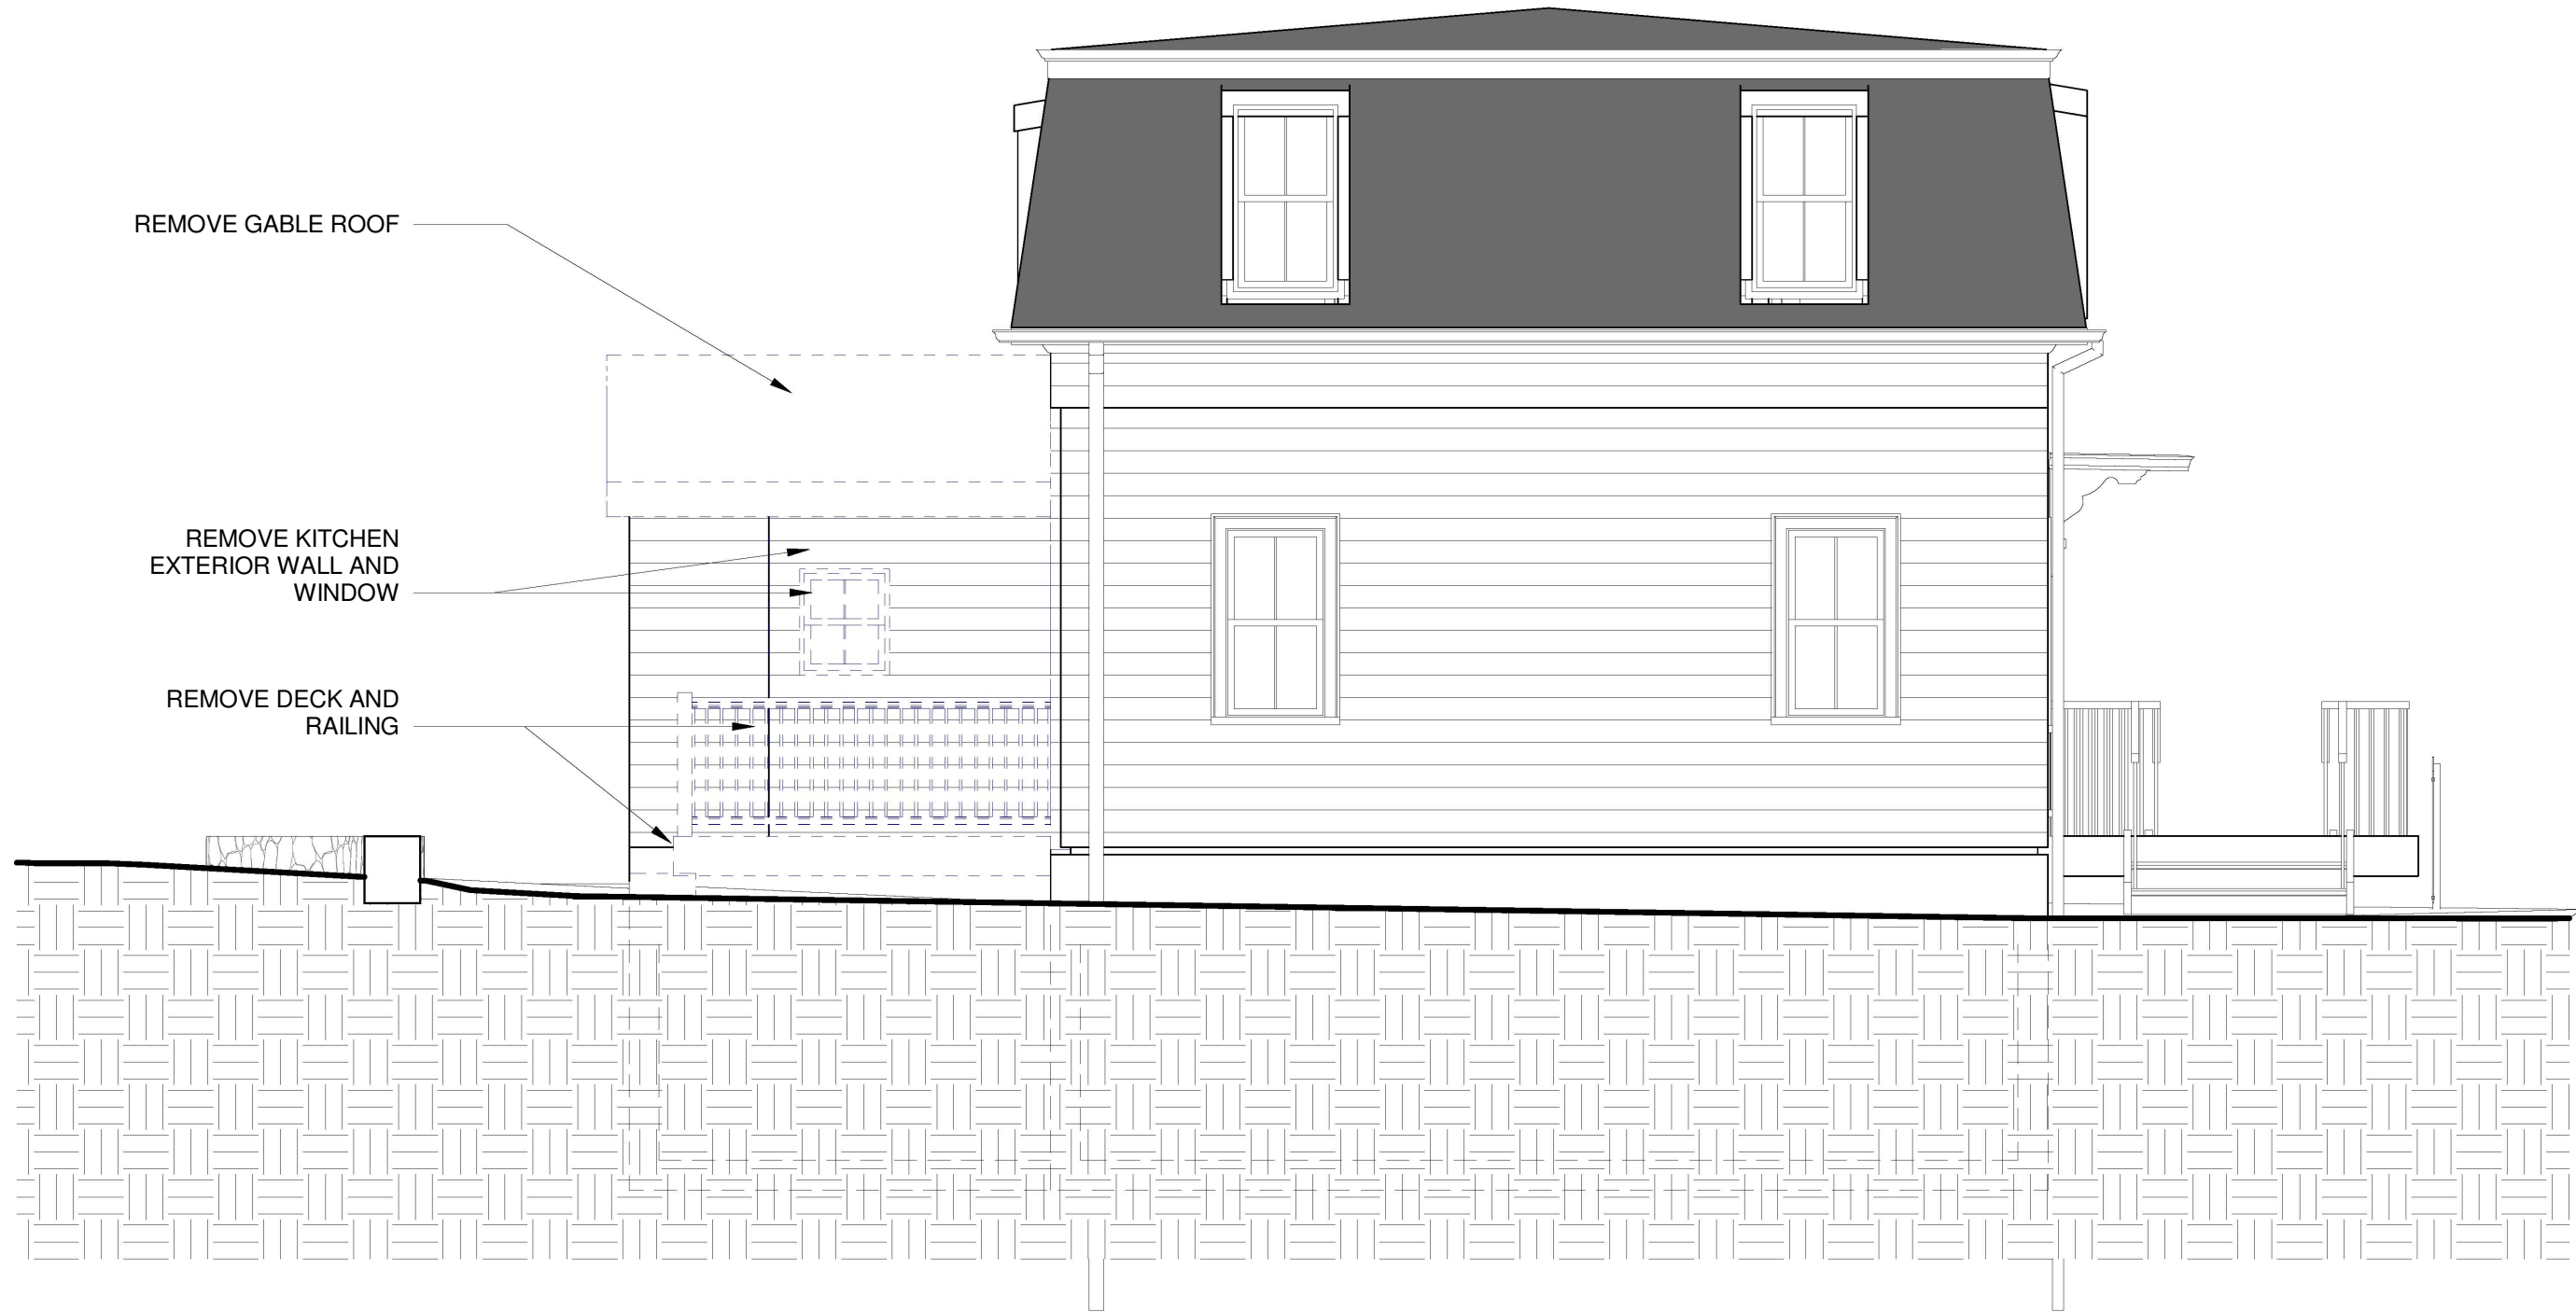 REMOVE GABLE ROOF
REMOVE KITCHEN
EXTERIOR WALL AND
WINDOW
REMOVE DECK AND
RAILING